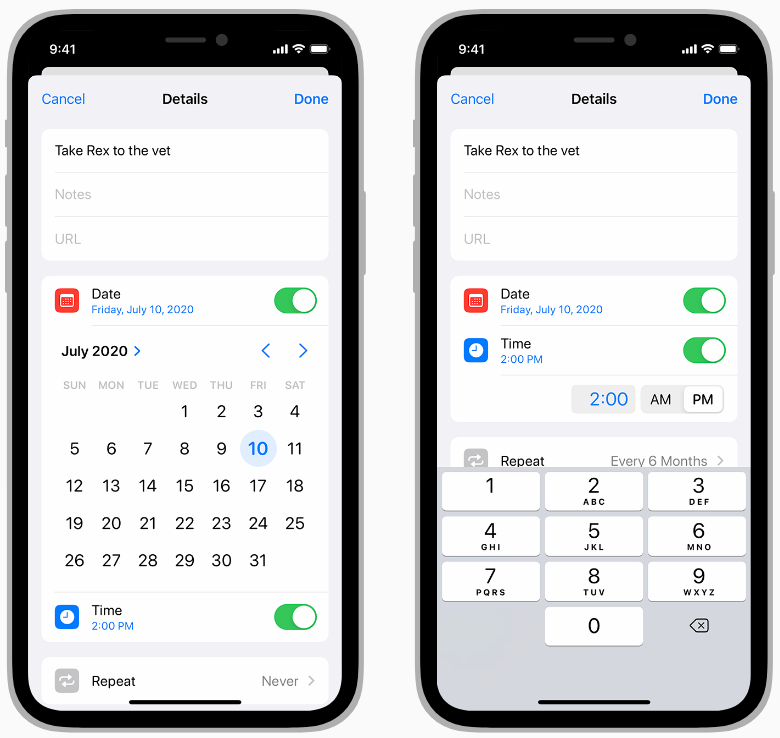 9:41
Cancel Details Done
Take Rex to the vet
Notes
URL
Date
Friday, July 10, 2020
July 2020
SUN MON TUE WED THU FRI SAT
1 2 3 4
5 6 7 8 9 10 11
12 13 14 15 16 17 18
19 20 21 22 23 24 25
26 27 28 29 30 31
Time
2:00 PM
Repeat Never
9:41
Cancel Details Done
Take Rex to the vet
Notes
URL
Date
Friday, July 10, 2020
Time
2:00 PM
2:00 AM PM
Repeat Every 6 Months
1 2 3
ABC DEF
4 5 6
GHI JKL MNO
7 8 9
PQRS TUV WXYZ
0